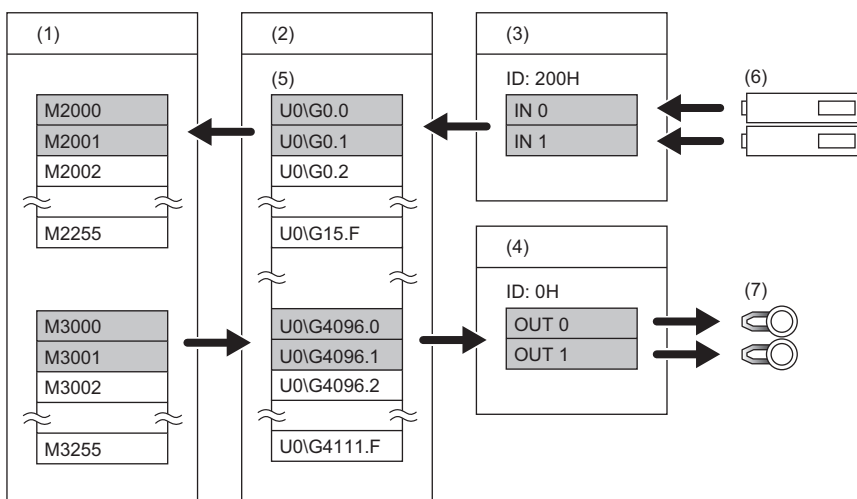 (1)
M2000
M2001
M2002
M2255
M3000
M3001
M3002
M3255
(2)
(5)
U0\G0.0
U0\G0.1
U0\G0.2
U0\G15.F
U0\G4096.0
U0\G4096.1
U0\G4096.2
U0\G4111.F
(3)
ID: 200H
IN 0
IN 1
(6)
(4)
ID: 0H
OUT 0
OUT 1
(7)